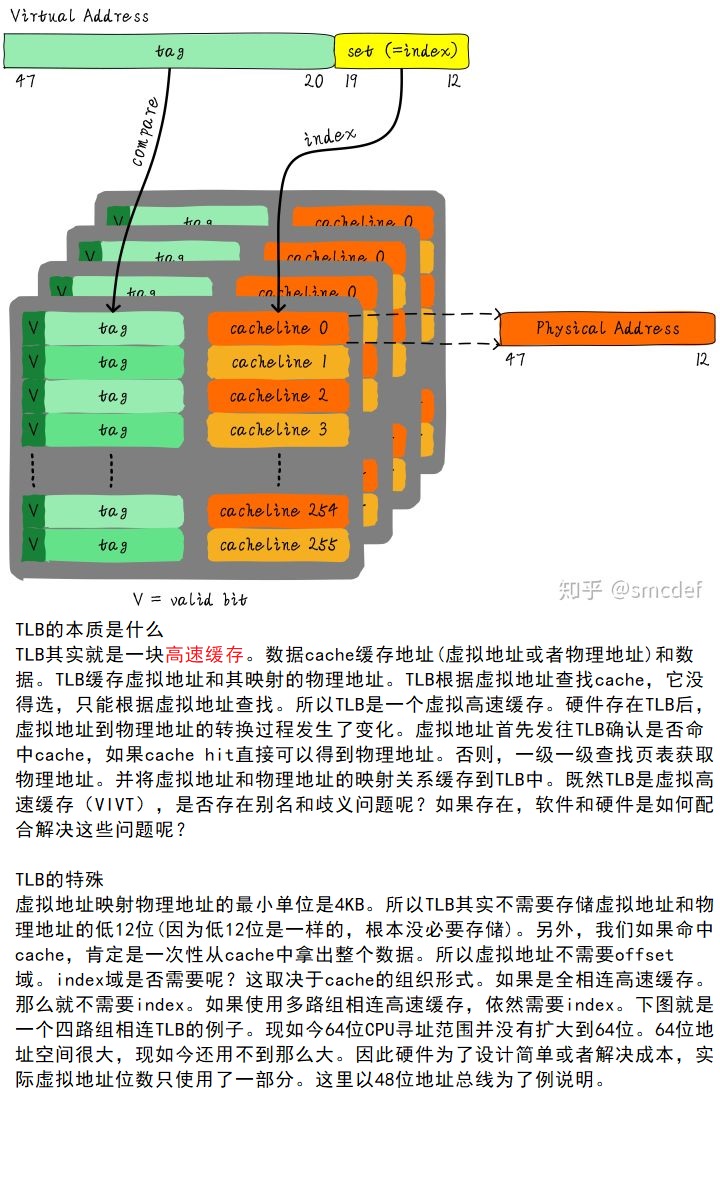 Virtual Address
tag
set (=index)
47
20
19
12
compare
index
V
tag
cacheline 0
V
tag
cacheline 0
V
tag
cacheline 0
V
tag
cacheline 0
Physical Address
V
tag
cacheline 1
47
12
V
tag
cacheline 2
V
tag
cacheline 3
V
tag
cacheline 254
V
tag
cacheline 255
V = valid bit
知乎 @smcdef
TLB的本质是什么
TLB其实就是一块高速缓存。数据cache缓存地址(虚拟地址或者物理地址)和数
据。TLB缓存虚拟地址和其映射的物理地址。TLB根据虚拟地址查找cache，它没
得选，只能根据虚拟地址查找。所以TLB是一个虚拟高速缓存。硬件存在TLB后，
虚拟地址到物理地址的转换过程发生了变化。虚拟地址首先发往TLB确认是否命
中cache，如果cache hit直接可以得到物理地址。否则，一级一级查找页表获取
物理地址。并将虚拟地址和物理地址的映射关系缓存到TLB中。既然TLB是虚拟高
速缓存（VIVT），是否存在别名和歧义问题呢？如果存在，软件和硬件是如何配
合解决这些问题呢？
TLB的特殊
虚拟地址映射物理地址的最小单位是4KB。所以TLB其实不需要存储虚拟地址和物
理地址的低12位(因为低12位是一样的，根本没必要存储)。另外，我们如果命中
cache，肯定是一次性从cache中拿出整个数据。所以虚拟地址不需要offset
域。index域是否需要呢？这取决于cache的组织形式。如果是全相连高速缓存。
那么就不需要index。如果使用多路组相连高速缓存，依然需要index。下图就是
一个四路组相连TLB的例子。现如今64位CPU寻址范围并没有扩大到64位。64位地
址空间很大，现如今还用不到那么大。因此硬件为了设计简单或者解决成本，实
际虚拟地址位数只使用了一部分。这里以48位地址总线为了例说明。